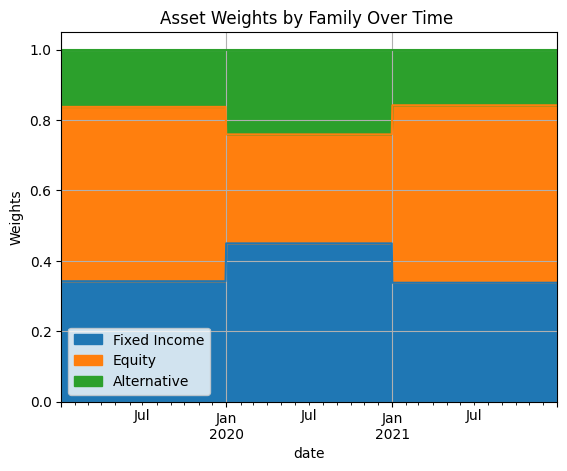 Asset Weights by Family Over Time
Weights
1.0
0.8
0.6
0.4
0.2
0.0
Fixed Income
Equity
Alternative
Jul
Jan
2020
Jul
Jan
2021
Jul
date